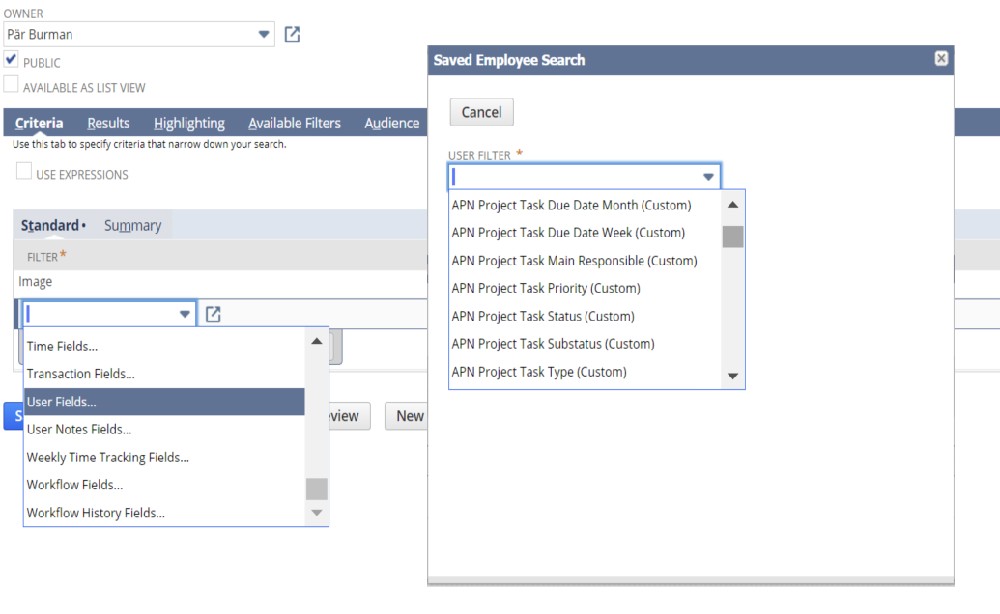 OWNER
Pär Burman
PUBLIC
AVAILABLE AS LIST VIEW
Criteria Results Highlighting Available Filters Audience
Use this tab to specify criteria that narrow down your search.
USE EXPRESSIONS
Standard • Summary
FILTER *
Image
Time Fields...
Transaction Fields...
User Fields...
User Notes Fields...
Weekly Time Tracking Fields...
Workflow Fields...
Workflow History Fields...
New
Saved Employee Search
Cancel
USER FILTER *
APN Project Task Due Date Month (Custom)
APN Project Task Due Date Week (Custom)
APN Project Task Main Responsible (Custom)
APN Project Task Priority (Custom)
APN Project Task Status (Custom)
APN Project Task Substatus (Custom)
APN Project Task Type (Custom)